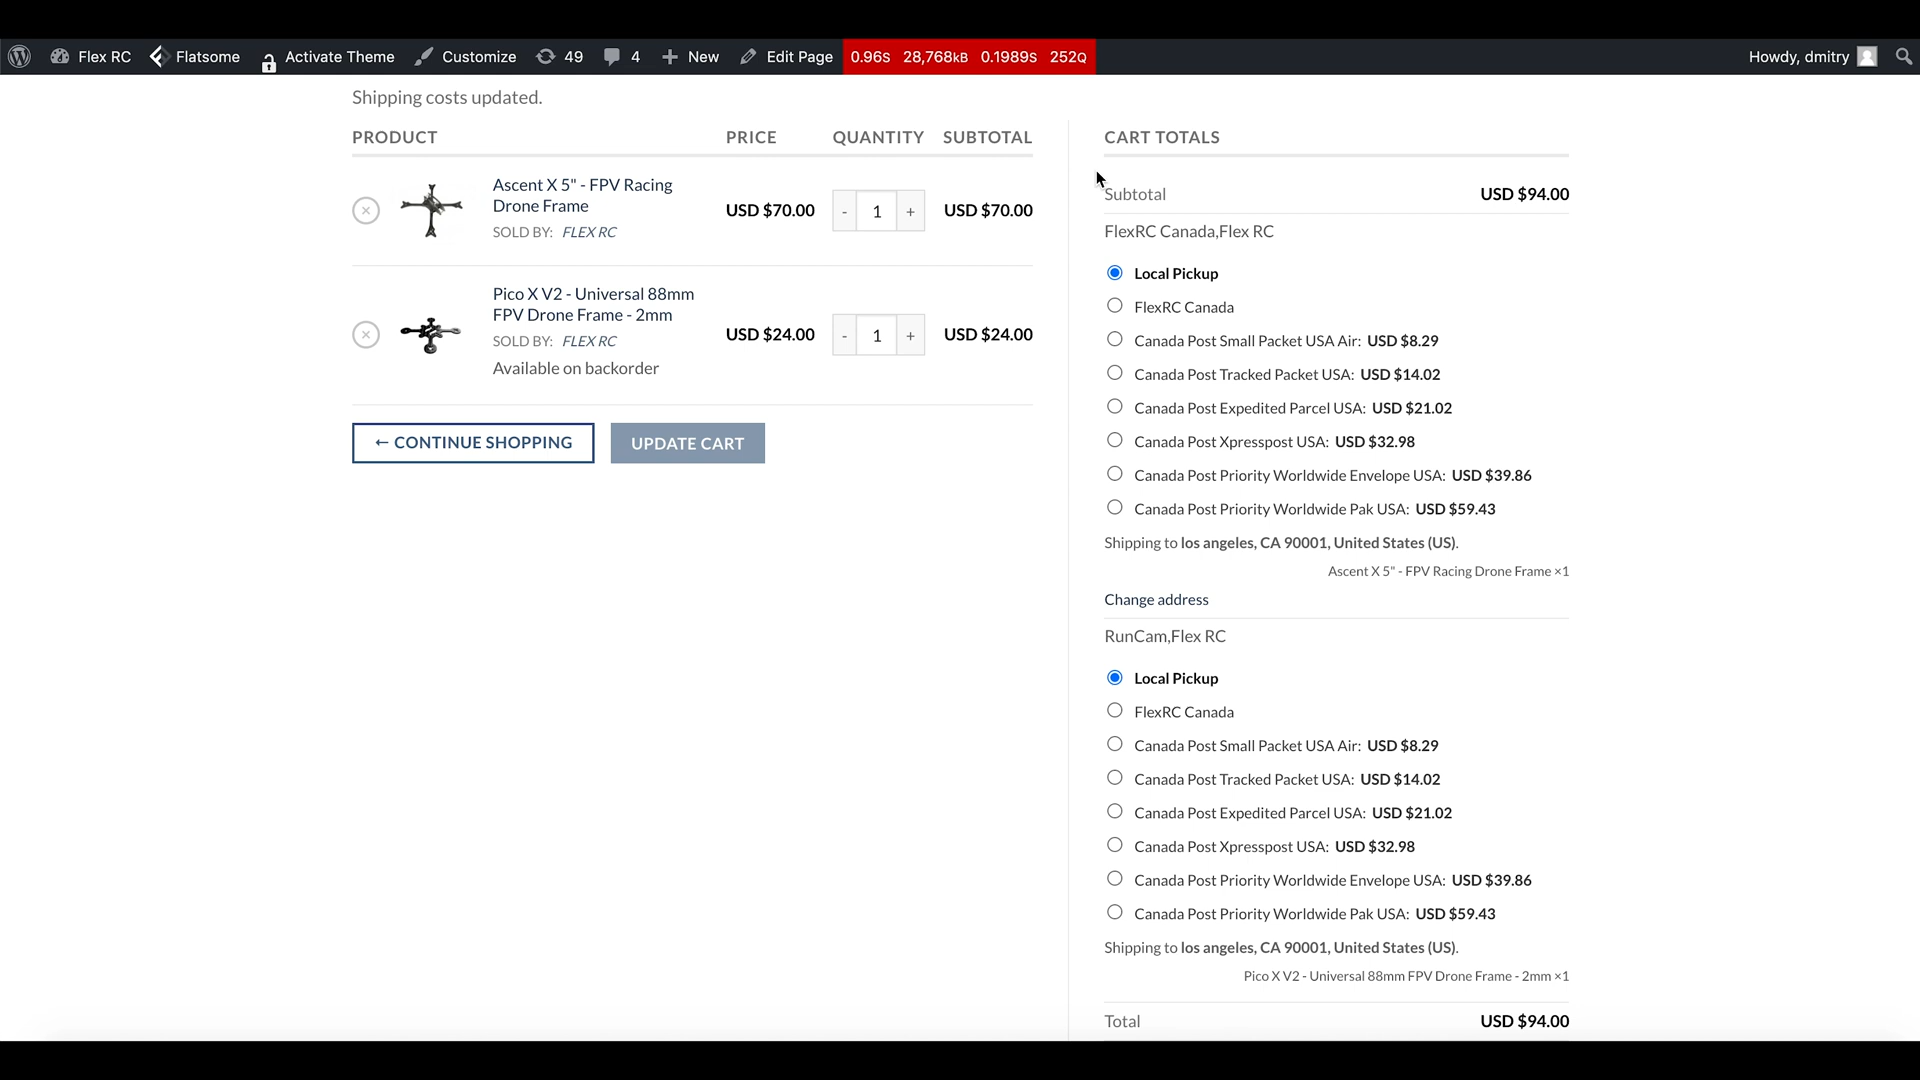 Flex RC Flatsome Activate Theme Customize 49 4 New Edit Page 0.96S 28,768KB 0.1989S 252Q Howdy, dmitry
Shipping costs updated.
PRODUCT PRICE QUANTITY SUBTOTAL
Ascent X 5" - FPV Racing
Drone Frame
SOLD BY: FLEX RC
USD $70.00 - 1 + USD $70.00
Pico X V2 - Universal 88mm
FPV Drone Frame - 2mm
SOLD BY: FLEX RC
Available on backorder
USD $24.00 - 1 + USD $24.00
← CONTINUE SHOPPING UPDATE CART
CART TOTALS
Subtotal USD $94.00
FlexRC Canada,Flex RC
Local Pickup
FlexRC Canada
Canada Post Small Packet USA Air: USD $8.29
Canada Post Tracked Packet USA: USD $14.02
Canada Post Expedited Parcel USA: USD $21.02
Canada Post Xpresspost USA: USD $32.98
Canada Post Priority Worldwide Envelope USA: USD $39.86
Canada Post Priority Worldwide Pak USA: USD $59.43
Shipping to los angeles, CA 90001, United States (US).
Ascent X 5" - FPV Racing Drone Frame ×1
Change address
RunCam,Flex RC
Local Pickup
FlexRC Canada
Canada Post Small Packet USA Air: USD $8.29
Canada Post Tracked Packet USA: USD $14.02
Canada Post Expedited Parcel USA: USD $21.02
Canada Post Xpresspost USA: USD $32.98
Canada Post Priority Worldwide Envelope USA: USD $39.86
Canada Post Priority Worldwide Pak USA: USD $59.43
Shipping to los angeles, CA 90001, United States (US).
Pico X V2 - Universal 88mm FPV Drone Frame - 2mm ×1
Total USD $94.00